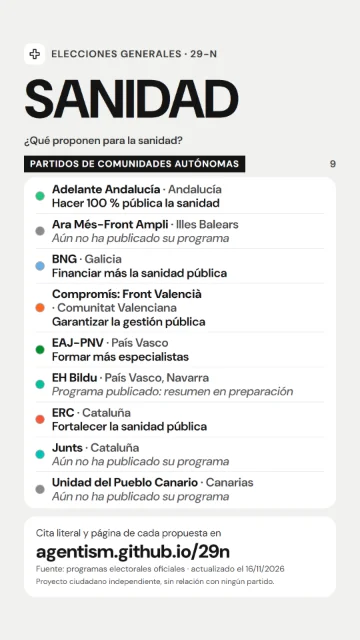 ELECCIONES GENERALES · 29-N
SANIDAD
¿Qué proponen para la sanidad?
PARTIDOS DE COMUNIDADES AUTÓNOMAS 9
Adelante Andalucía · Andalucía
Hacer 100 % pública la sanidad
Ara Més-Front Ampli · Illes Balears
Aún no ha publicado su programa
BNG · Galicia
Financiar más la sanidad pública
Compromís: Front Valencià
· Comunitat Valenciana
Garantizar la gestión pública
EAJ-PNV · País Vasco
Formar más especialistas
EH Bildu · País Vasco, Navarra
Programa publicado: resumen en preparación
ERC · Cataluña
Fortalecer la sanidad pública
Junts · Cataluña
Aún no ha publicado su programa
Unidad del Pueblo Canario · Canarias
Aún no ha publicado su programa
Cita literal y página de cada propuesta en
agentism.github.io/29n
Fuente: programas electorales oficiales · actualizado el 16/11/2026
Proyecto ciudadano independiente, sin relación con ningún partido.